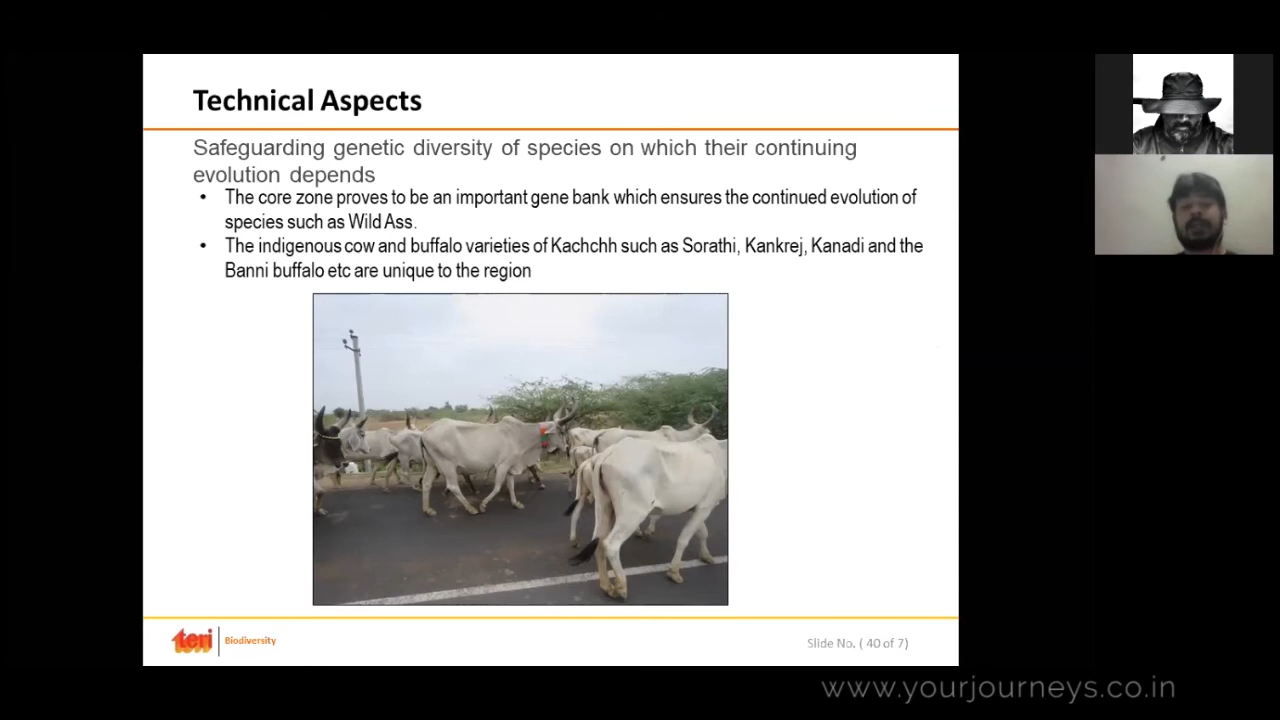 Technical Aspects
Safeguarding genetic diversity of species on which their continuing
evolution depends
• The core zone proves to be an important gene bank which ensures the continued evolution of
species such as Wild Ass.
• The indigenous cow and buffalo varieties of Kachchh such as Sorathi, Kankrej, Kanadi and the
Banni buffalo etc are unique to the region
teri
Biodiversity
Slide No. ( 40 of 7)
www.yourjourneys.co.in